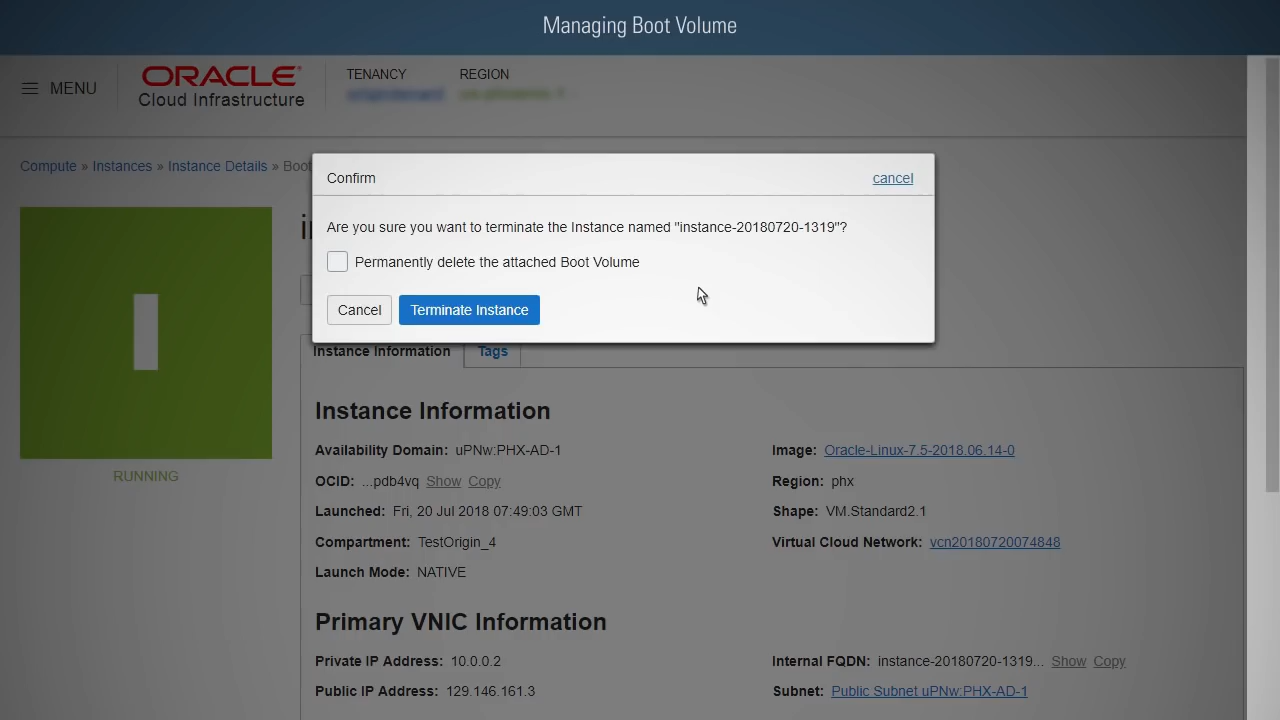 Managing Boot Volume
MENU
ORACLE
Cloud Infrastructure
TENANCY
REGION
Compute » Instances » Instance Details » Boot
Confirm
cancel
Are you sure you want to terminate the Instance named "instance-20180720-1319"?
Permanently delete the attached Boot Volume
Cancel
Terminate Instance
RUNNING
Instance Information
Tags
Instance Information
Availability Domain: uPNw:PHX-AD-1
Image: Oracle-Linux-7.5-2018.06.14-0
OCID: ...pdb4vq Show Copy
Region: phx
Launched: Fri, 20 Jul 2018 07:49:03 GMT
Shape: VM.Standard2.1
Compartment: TestOrigin_4
Virtual Cloud Network: vcn20180720074848
Launch Mode: NATIVE
Primary VNIC Information
Private IP Address: 10.0.0.2
Internal FQDN: instance-20180720-1319... Show Copy
Public IP Address: 129.146.161.3
Subnet: Public Subnet uPNw:PHX-AD-1